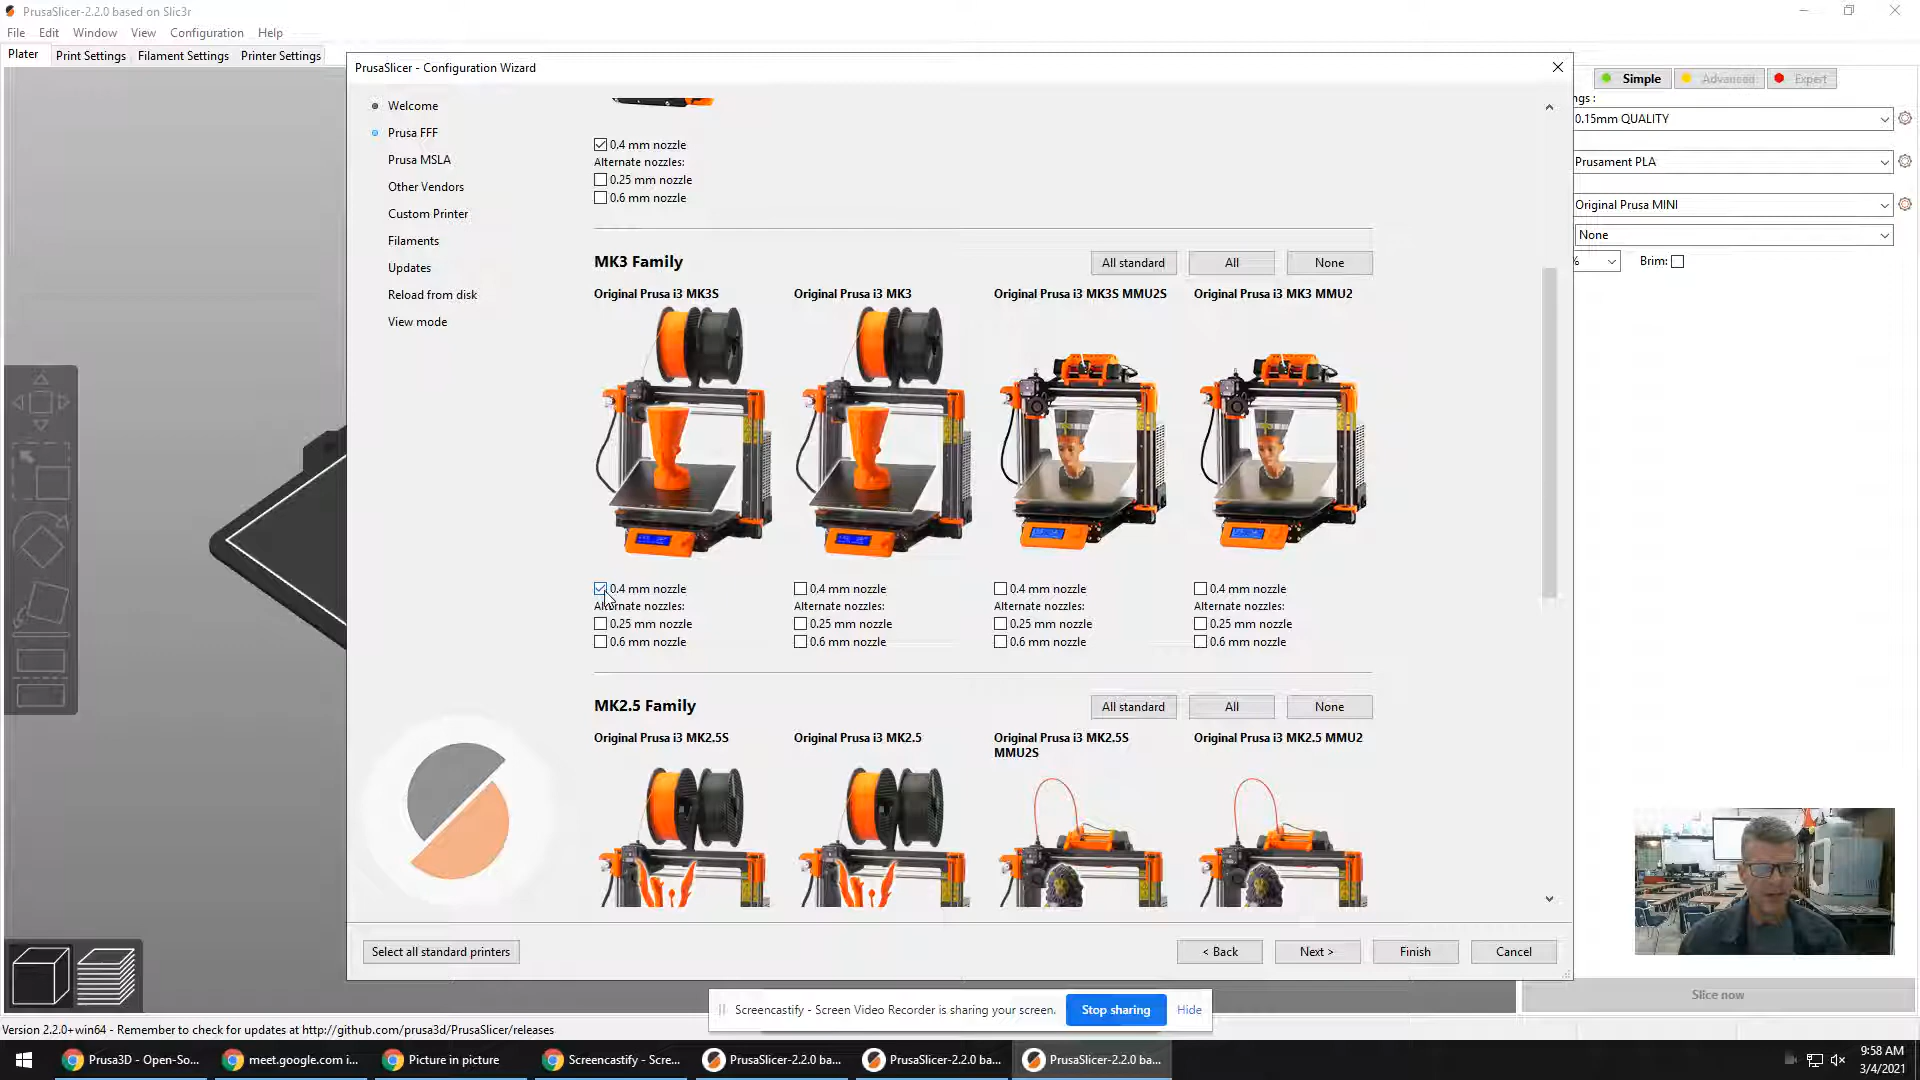 PrusaSlicer-2.2.0 based on Slic3r
File Edit Window View Configuration Help
Plater Print Settings Filament Settings Printer Settings
PrusaSlicer - Configuration Wizard
Simple Advanced Expert
ngs :
0.15mm QUALITY
Prusament PLA
Original Prusa MINI
None
% Brim:
Welcome
Prusa FFF
Prusa MSLA
Other Vendors
Custom Printer
Filaments
Updates
Reload from disk
View mode
0.4 mm nozzle
Alternate nozzles:
0.25 mm nozzle
0.6 mm nozzle
MK3 Family All standard All None
Original Prusa i3 MK3S Original Prusa i3 MK3 Original Prusa i3 MK3S MMU2S Original Prusa i3 MK3 MMU2
0.4 mm nozzle 0.4 mm nozzle 0.4 mm nozzle 0.4 mm nozzle
Alternate nozzles: Alternate nozzles: Alternate nozzles: Alternate nozzles:
0.25 mm nozzle 0.25 mm nozzle 0.25 mm nozzle 0.25 mm nozzle
0.6 mm nozzle 0.6 mm nozzle 0.6 mm nozzle 0.6 mm nozzle
MK2.5 Family All standard All None
Original Prusa i3 MK2.5S Original Prusa i3 MK2.5 Original Prusa i3 MK2.5S MMU2S Original Prusa i3 MK2.5 MMU2
Select all standard printers < Back Next > Finish Cancel
Slice now
Screencastify - Screen Video Recorder is sharing your screen. Stop sharing Hide
Version 2.2.0+win64 - Remember to check for updates at http://github.com/prusa3d/PrusaSlicer/releases
Prusa3D - Open-So... meet.google.com i... Picture in picture Screencastify - Scre... PrusaSlicer-2.2.0 ba... PrusaSlicer-2.2.0 ba... PrusaSlicer-2.2.0 ba...
9:58 AM
3/4/2021